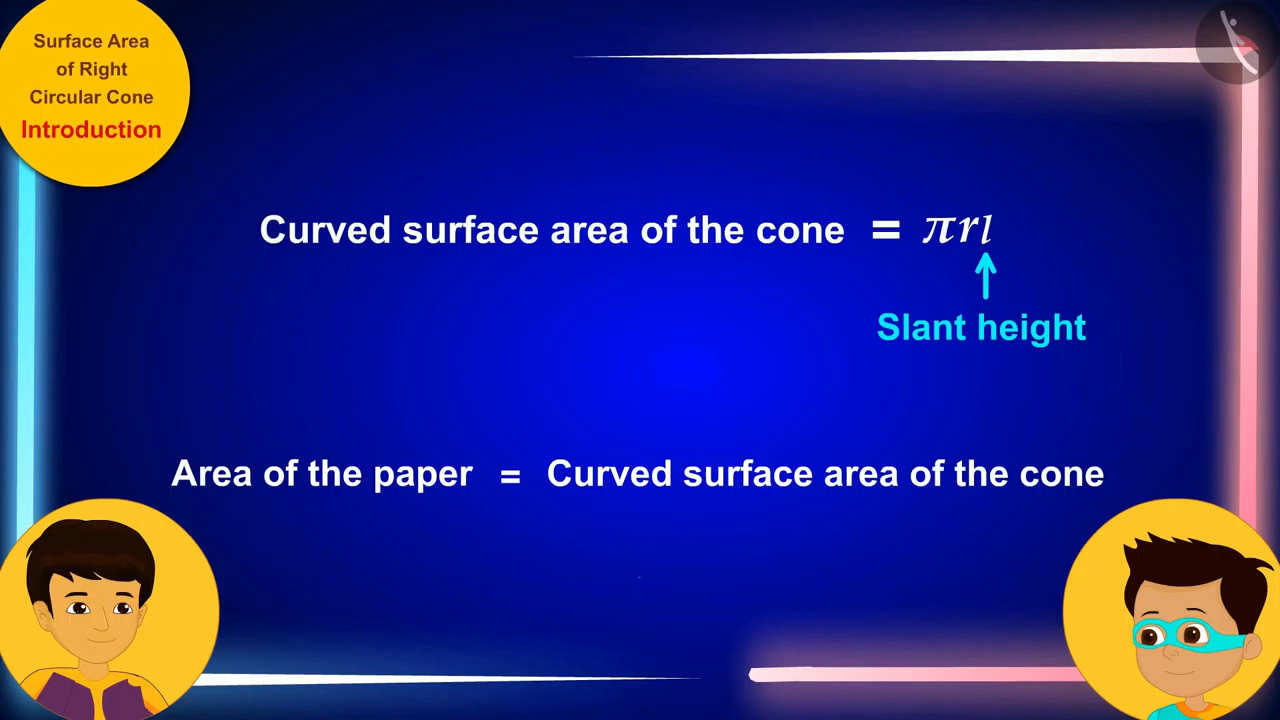 Surface Area
of Right
Circular Cone
Introduction
Curved surface area of the cone = πrl
Slant height
Area of the paper = Curved surface area of the cone